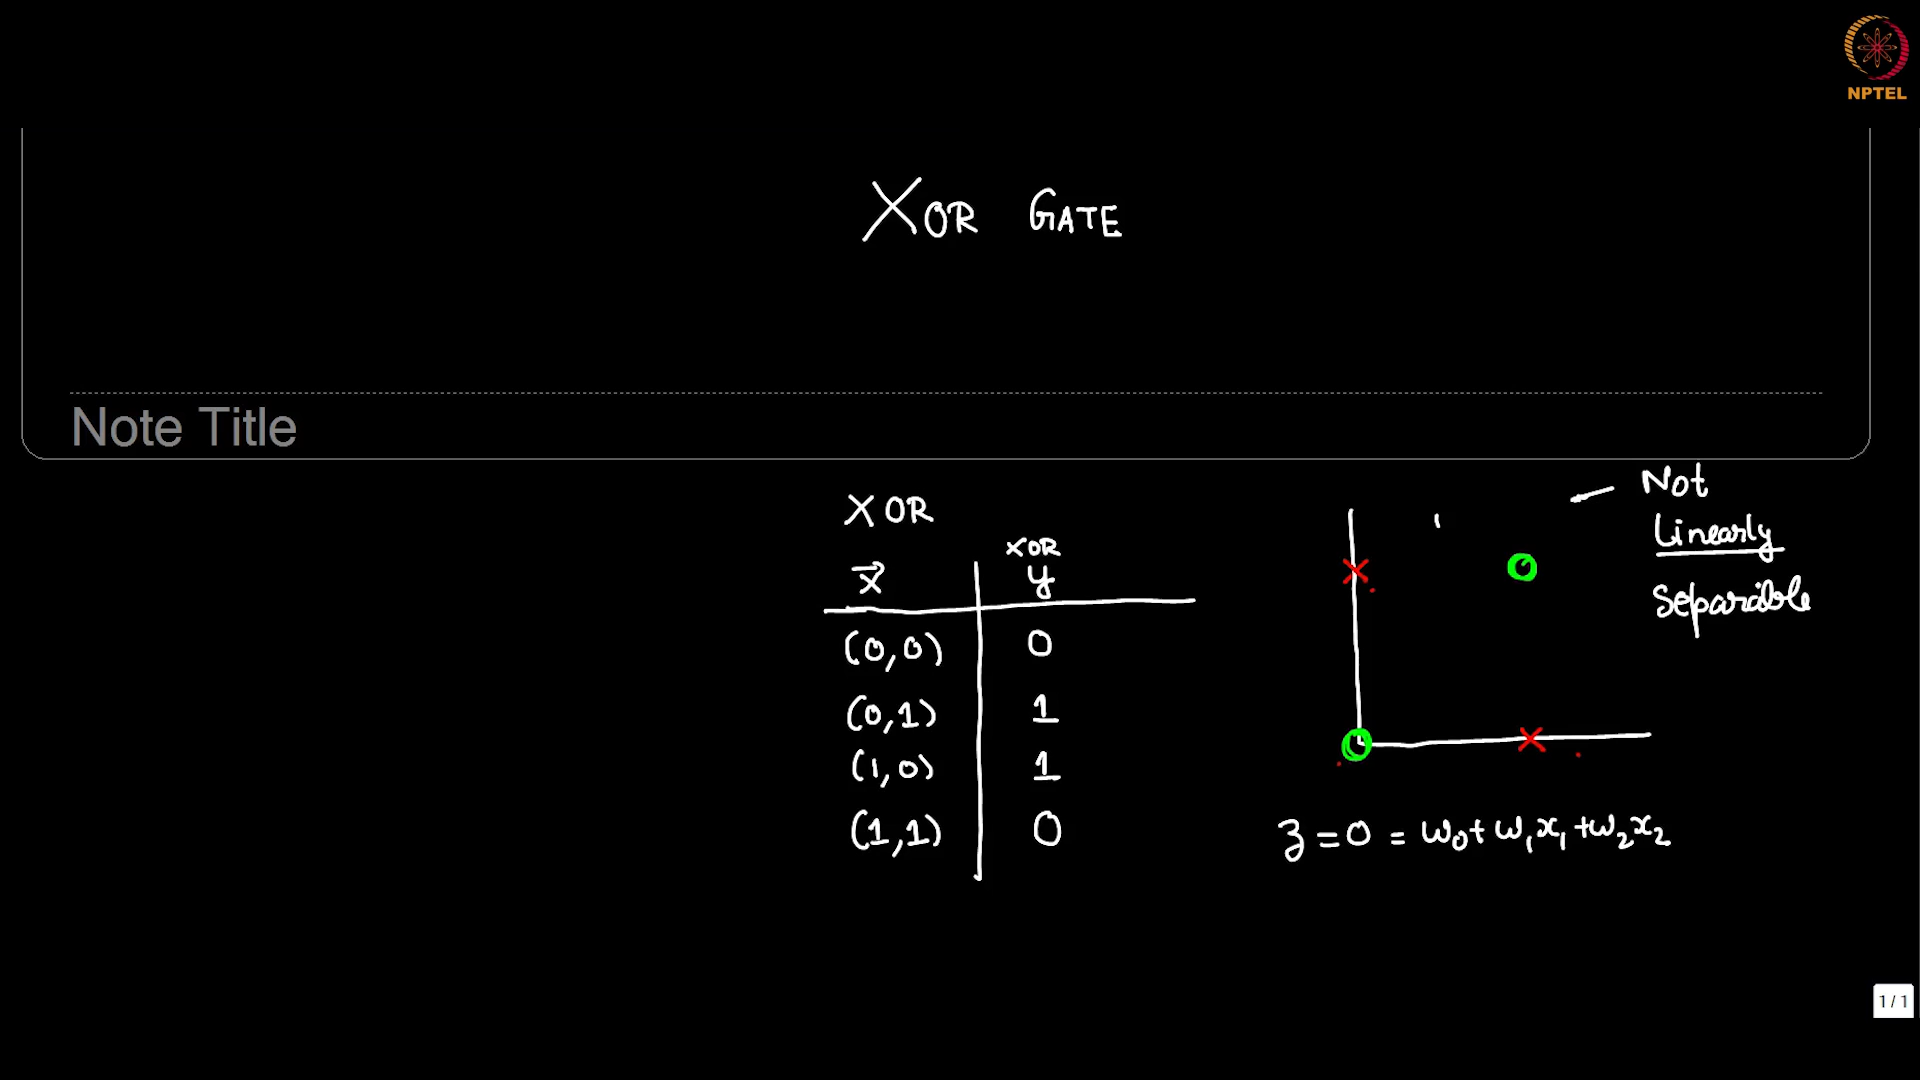 NPTEL
XOR GATE
Note Title
XOR
x⃗ XOR y
(0,0) 0
(0,1) 1
(1,0) 1
(1,1) 0
Not
Linearly
Separable
z = 0 = w₀ + w₁x₁ + w₂x₂
1 / 1